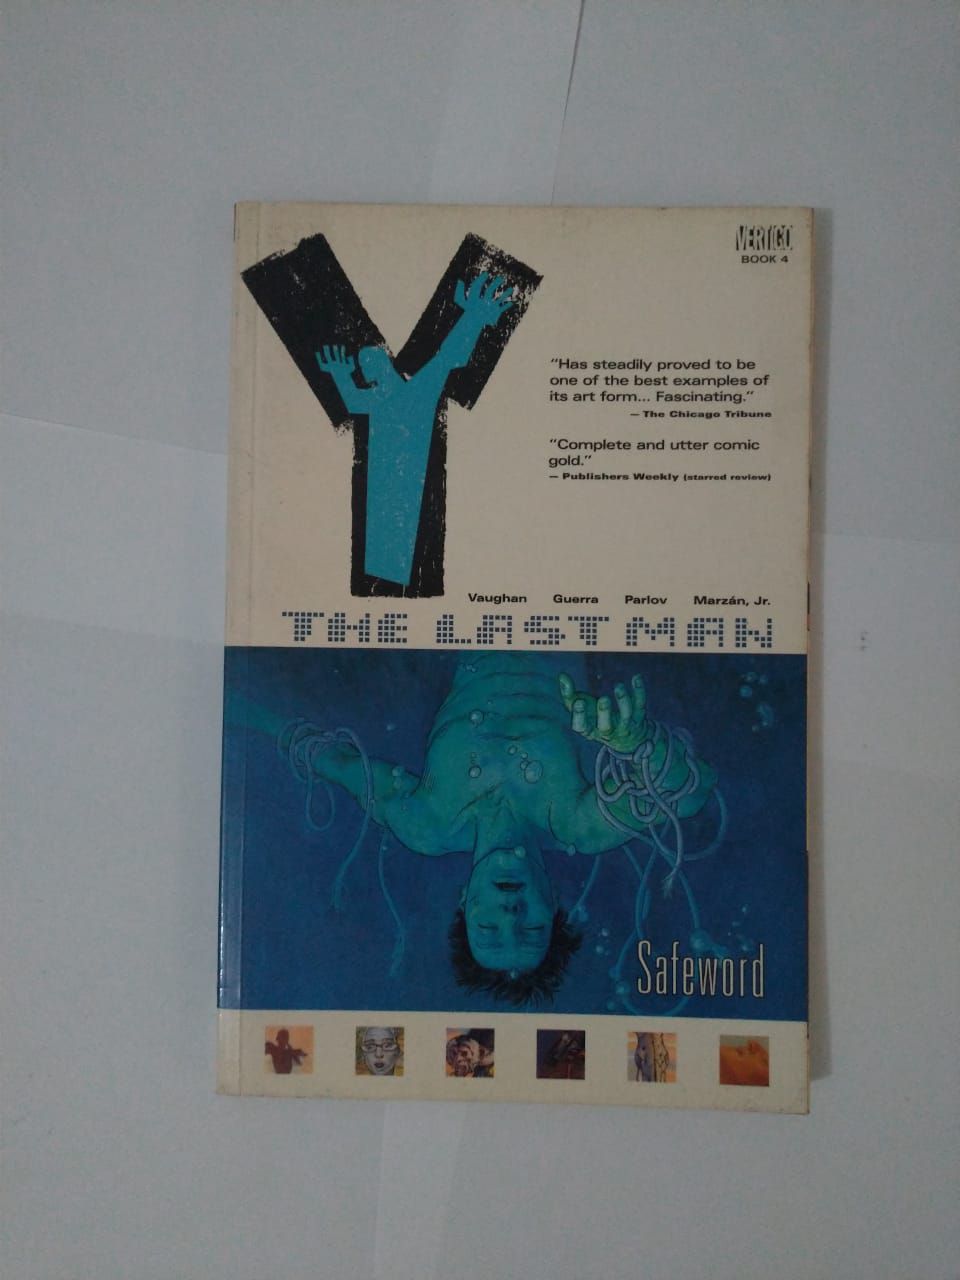 Y
VERTIGO
BOOK 4
"Has steadily proved to be
one of the best examples of
its art form... Fascinating."
— The Chicago Tribune
"Complete and utter comic
gold."
— Publishers Weekly (starred review)
Vaughan Guerra Parlov Marzán, Jr.
THE LAST MAN
Safeword